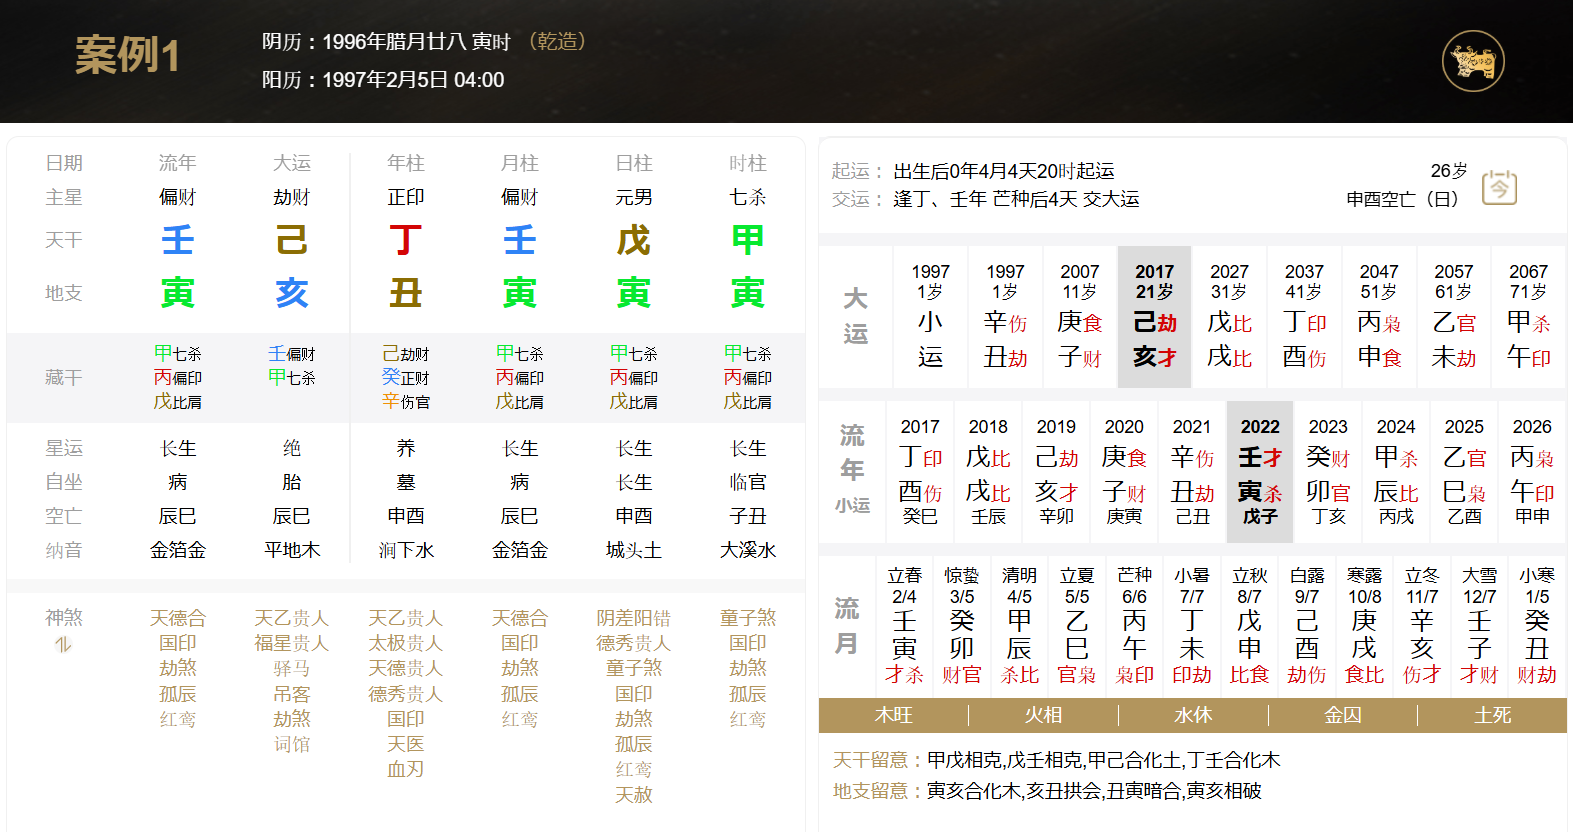 案例1
阴历：1996年腊月廿八 寅时 （乾造）
阳历：1997年2月5日 04:00
日期 流年 大运 年柱 月柱 日柱 时柱
主星 偏财 劫财 正印 偏财 元男 七杀
天干 壬 己 丁 壬 戊 甲
地支 寅 亥 丑 寅 寅 寅
藏干
甲七杀 壬偏财 己劫财 甲七杀 甲七杀 甲七杀
丙偏印 甲七杀 癸正财 丙偏印 丙偏印 丙偏印
戊比肩 辛伤官 戊比肩 戊比肩 戊比肩
星运 长生 绝 养 长生 长生 长生
自坐 病 胎 墓 病 长生 临官
空亡 辰巳 辰巳 申酉 辰巳 申酉 子丑
纳音 金箔金 平地木 涧下水 金箔金 城头土 大溪水
神煞 天德合 天乙贵人 天乙贵人 天德合 阴差阳错 童子煞
国印 福星贵人 太极贵人 国印 德秀贵人 国印
劫煞 驿马 天德贵人 劫煞 童子煞 劫煞
孤辰 吊客 德秀贵人 孤辰 国印 孤辰
红鸾 劫煞 国印 红鸾 劫煞 红鸾
词馆 天医 孤辰
血刃 红鸾
天赦
起运： 出生后0年4月4天20时起运 26岁
交运： 逢丁、壬年 芒种后4天 交大运 申酉空亡（日）
今
大运
1997 1997 2007 2017 2027 2037 2047 2057 2067
1岁 1岁 11岁 21岁 31岁 41岁 51岁 61岁 71岁
小 辛伤 庚食 己劫 戊比 丁印 丙枭 乙官 甲杀
运 丑劫 子财 亥才 戌比 酉伤 申食 未劫 午印
流年
小运
2017 2018 2019 2020 2021 2022 2023 2024 2025 2026
丁印 戊比 己劫 庚食 辛伤 壬才 癸财 甲杀 乙官 丙枭
酉伤 戌比 亥才 子财 丑劫 寅杀 卯官 辰比 巳枭 午印
癸巳 壬辰 辛卯 庚寅 己丑 戊子 丁亥 丙戌 乙酉 甲申
流月
立春 惊蛰 清明 立夏 芒种 小暑 立秋 白露 寒露 立冬 大雪 小寒
2/4 3/5 4/5 5/5 6/6 7/7 8/7 9/7 10/8 11/7 12/7 1/5
壬 癸 甲 乙 丙 丁 戊 己 庚 辛 壬 癸
寅 卯 辰 巳 午 未 申 酉 戌 亥 子 丑
才杀 财官 杀比 官枭 枭印 印劫 比食 劫伤 食比 伤才 才财 财劫
木旺 火相 水休 金囚 土死
天干留意：甲戊相克,戊壬相克,甲己合化土,丁壬合化木
地支留意：寅亥合化木,亥丑拱会,丑寅暗合,寅亥相破